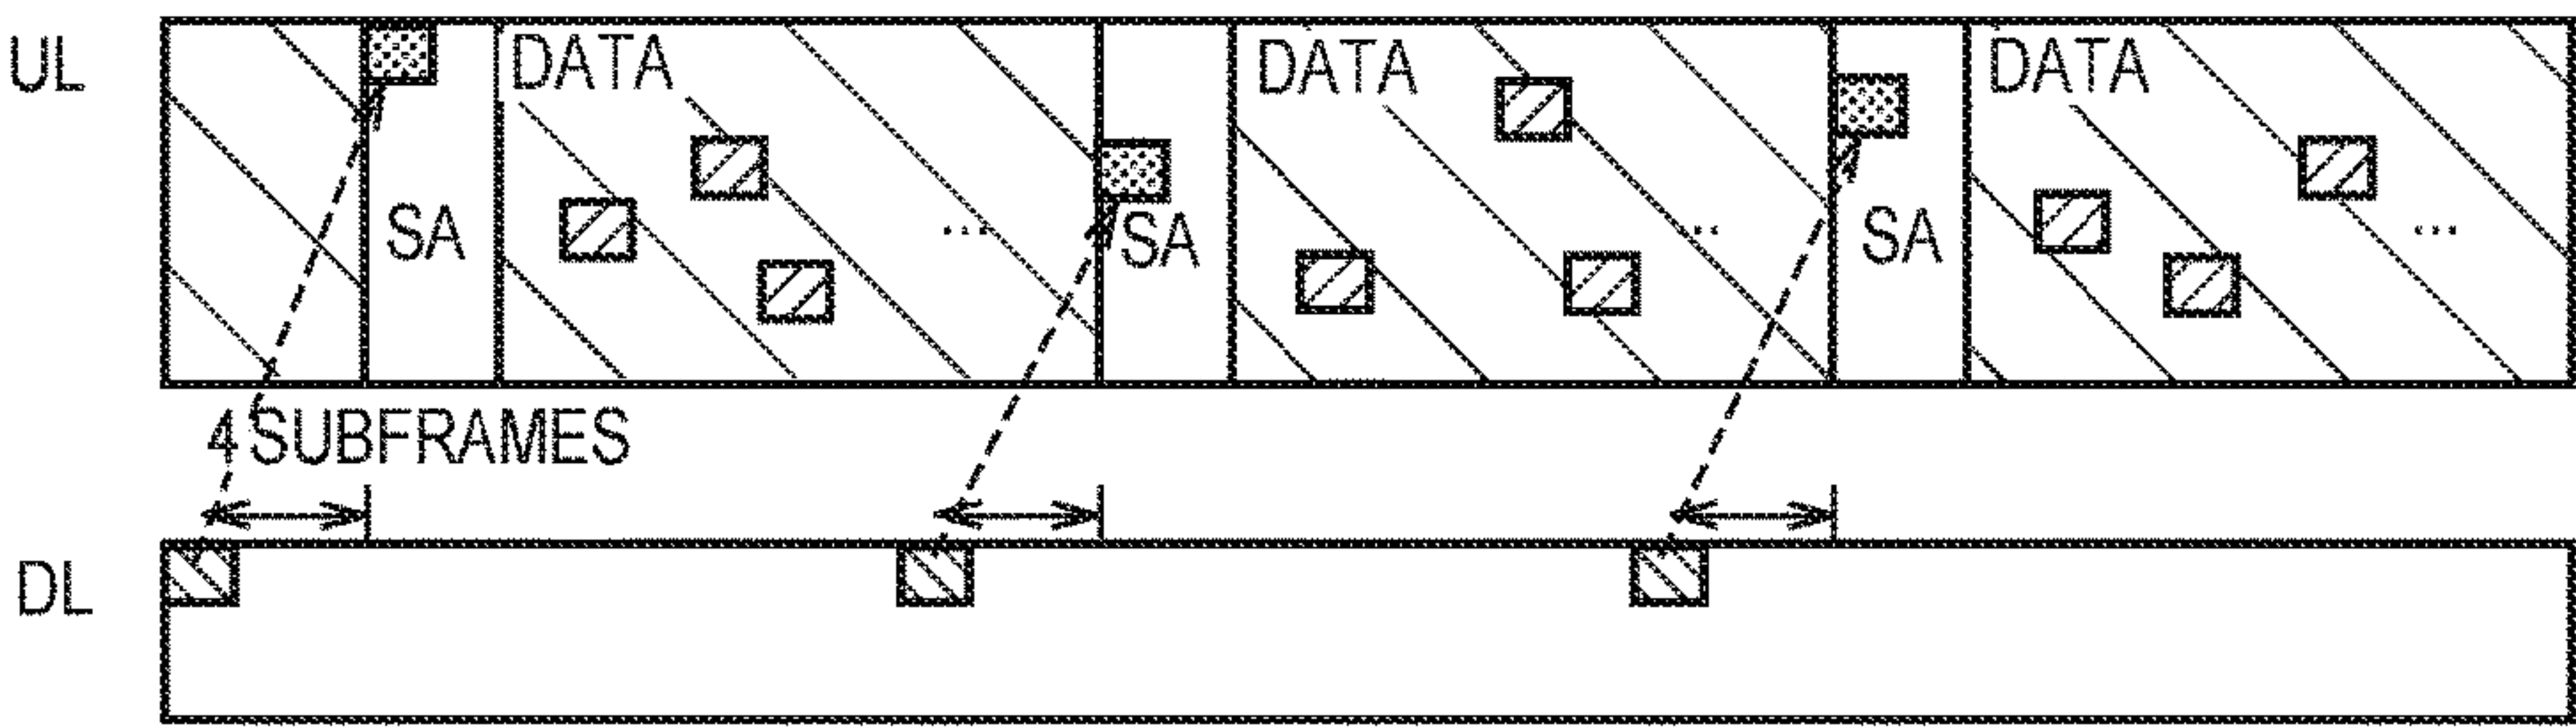 UL
DATA
DATA
DATA
SA
...
SA
...
SA
...
4 SUBFRAMES
DL